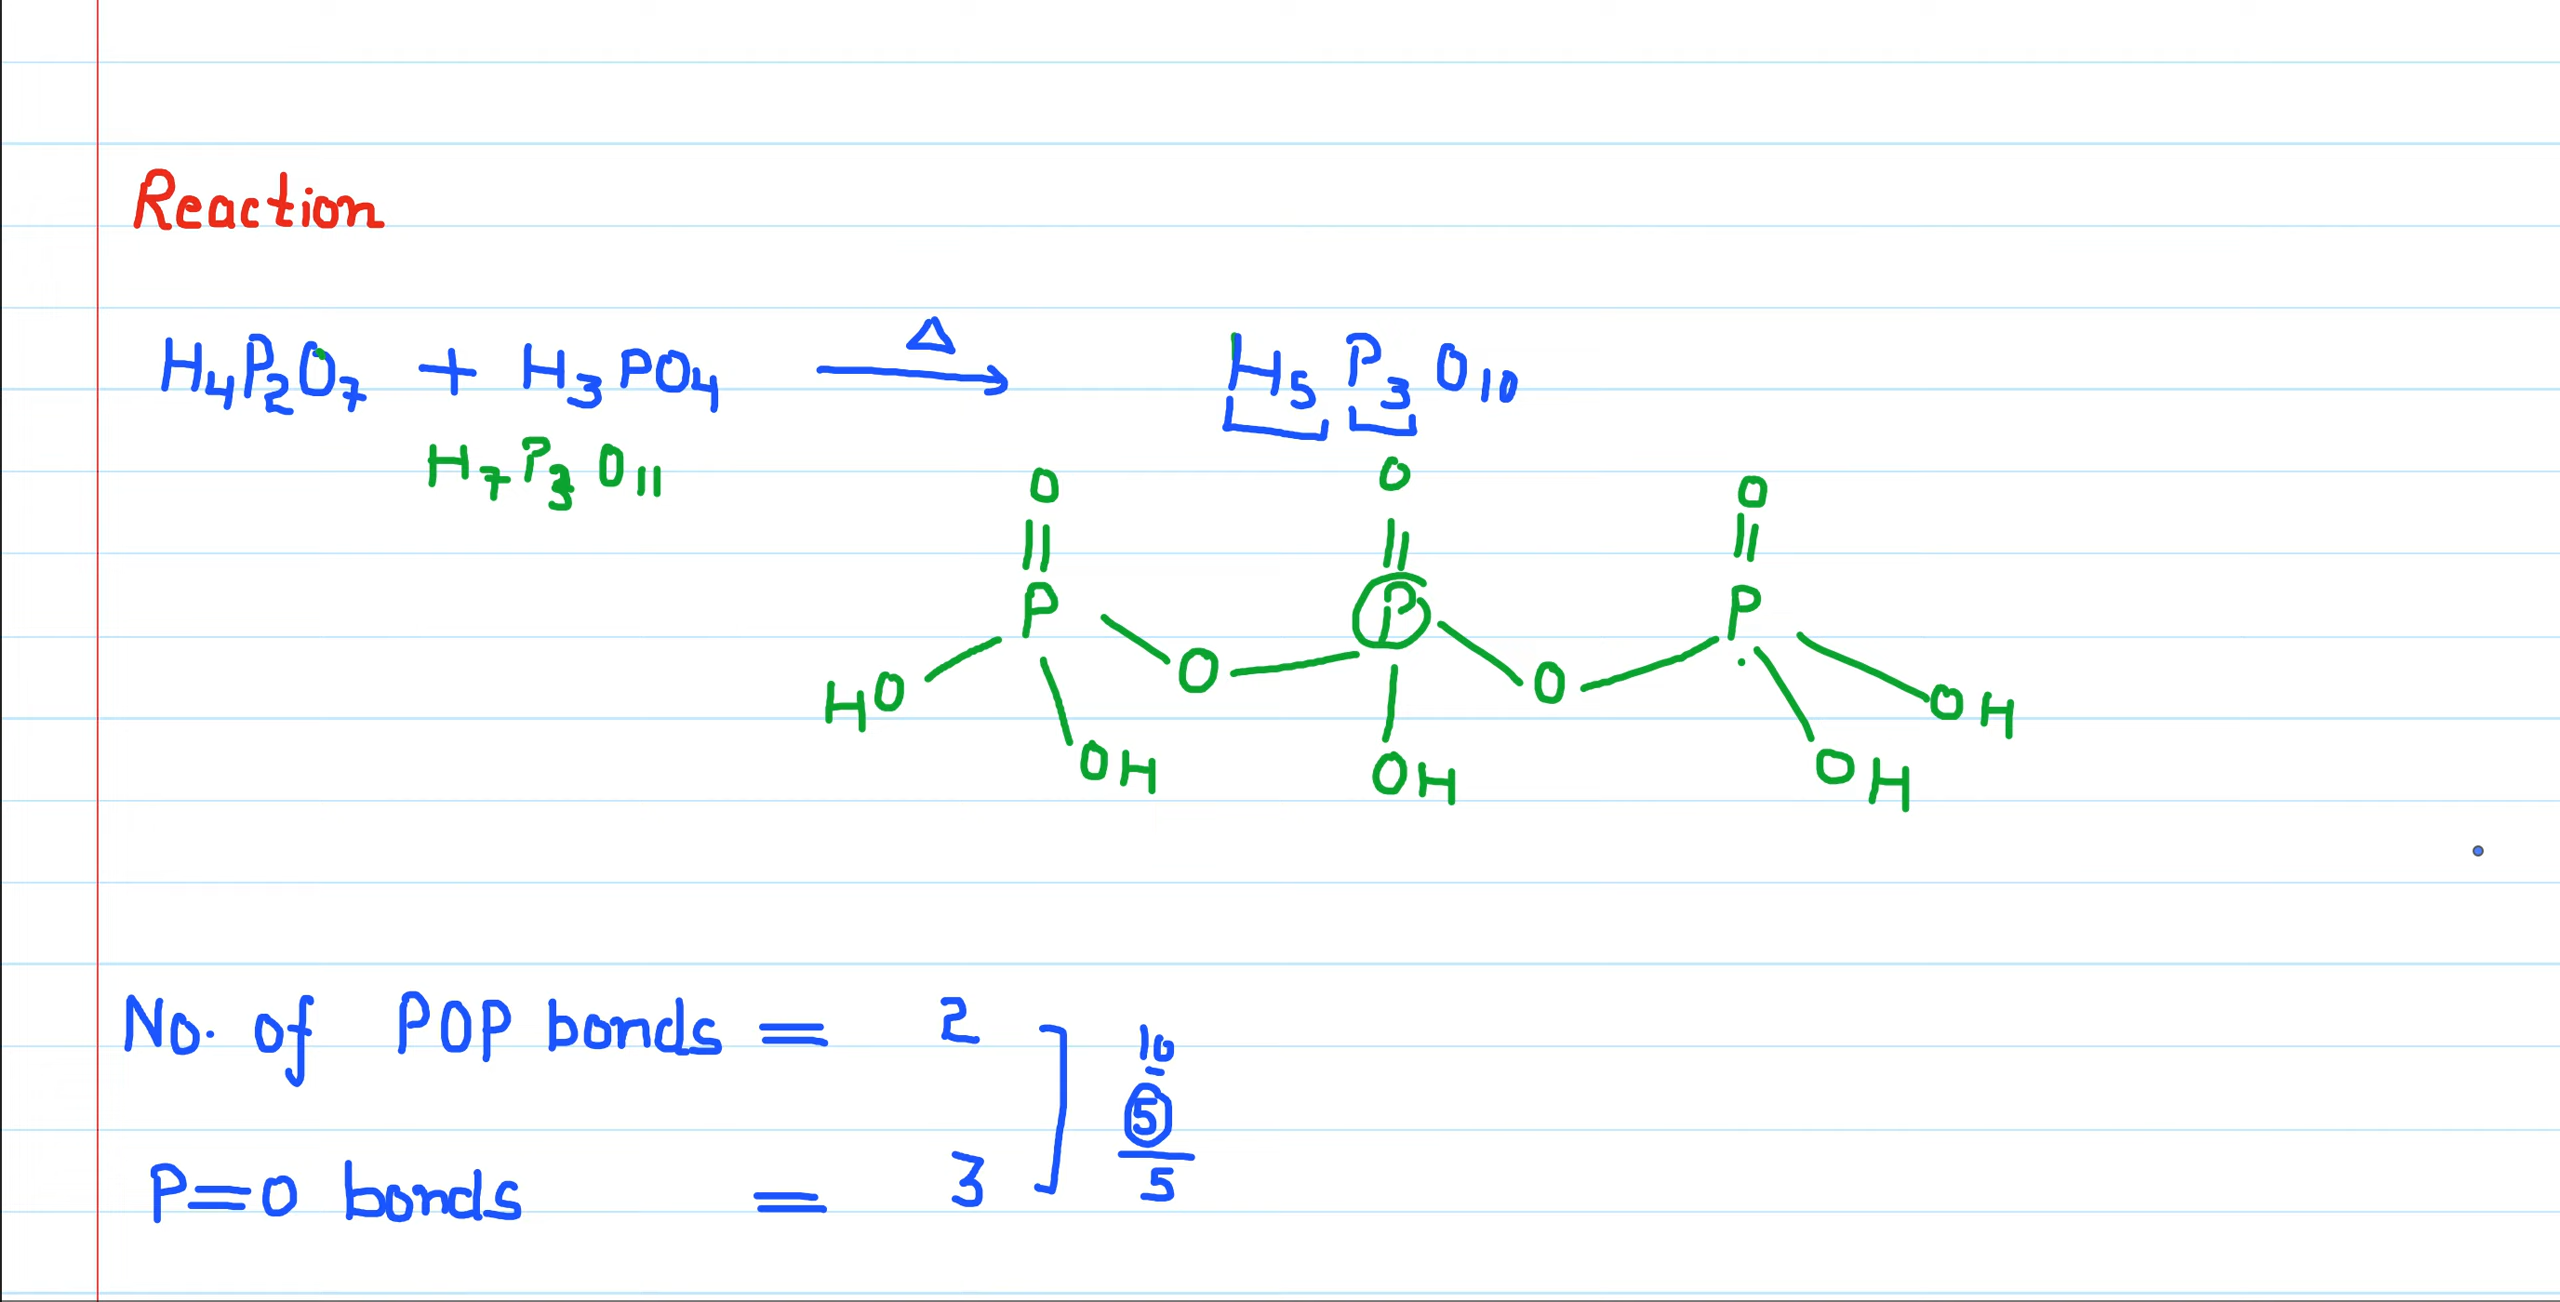 Reaction
Δ
H₄P₂O₇ + H₃PO₄ → H₅P₃O₁₀
H₇P₃O₁₁
O O O
|| || ||
P P P
HO O O OH
OH OH OH
No. of POP bonds = 2
10
5
P=O bonds = 3
5